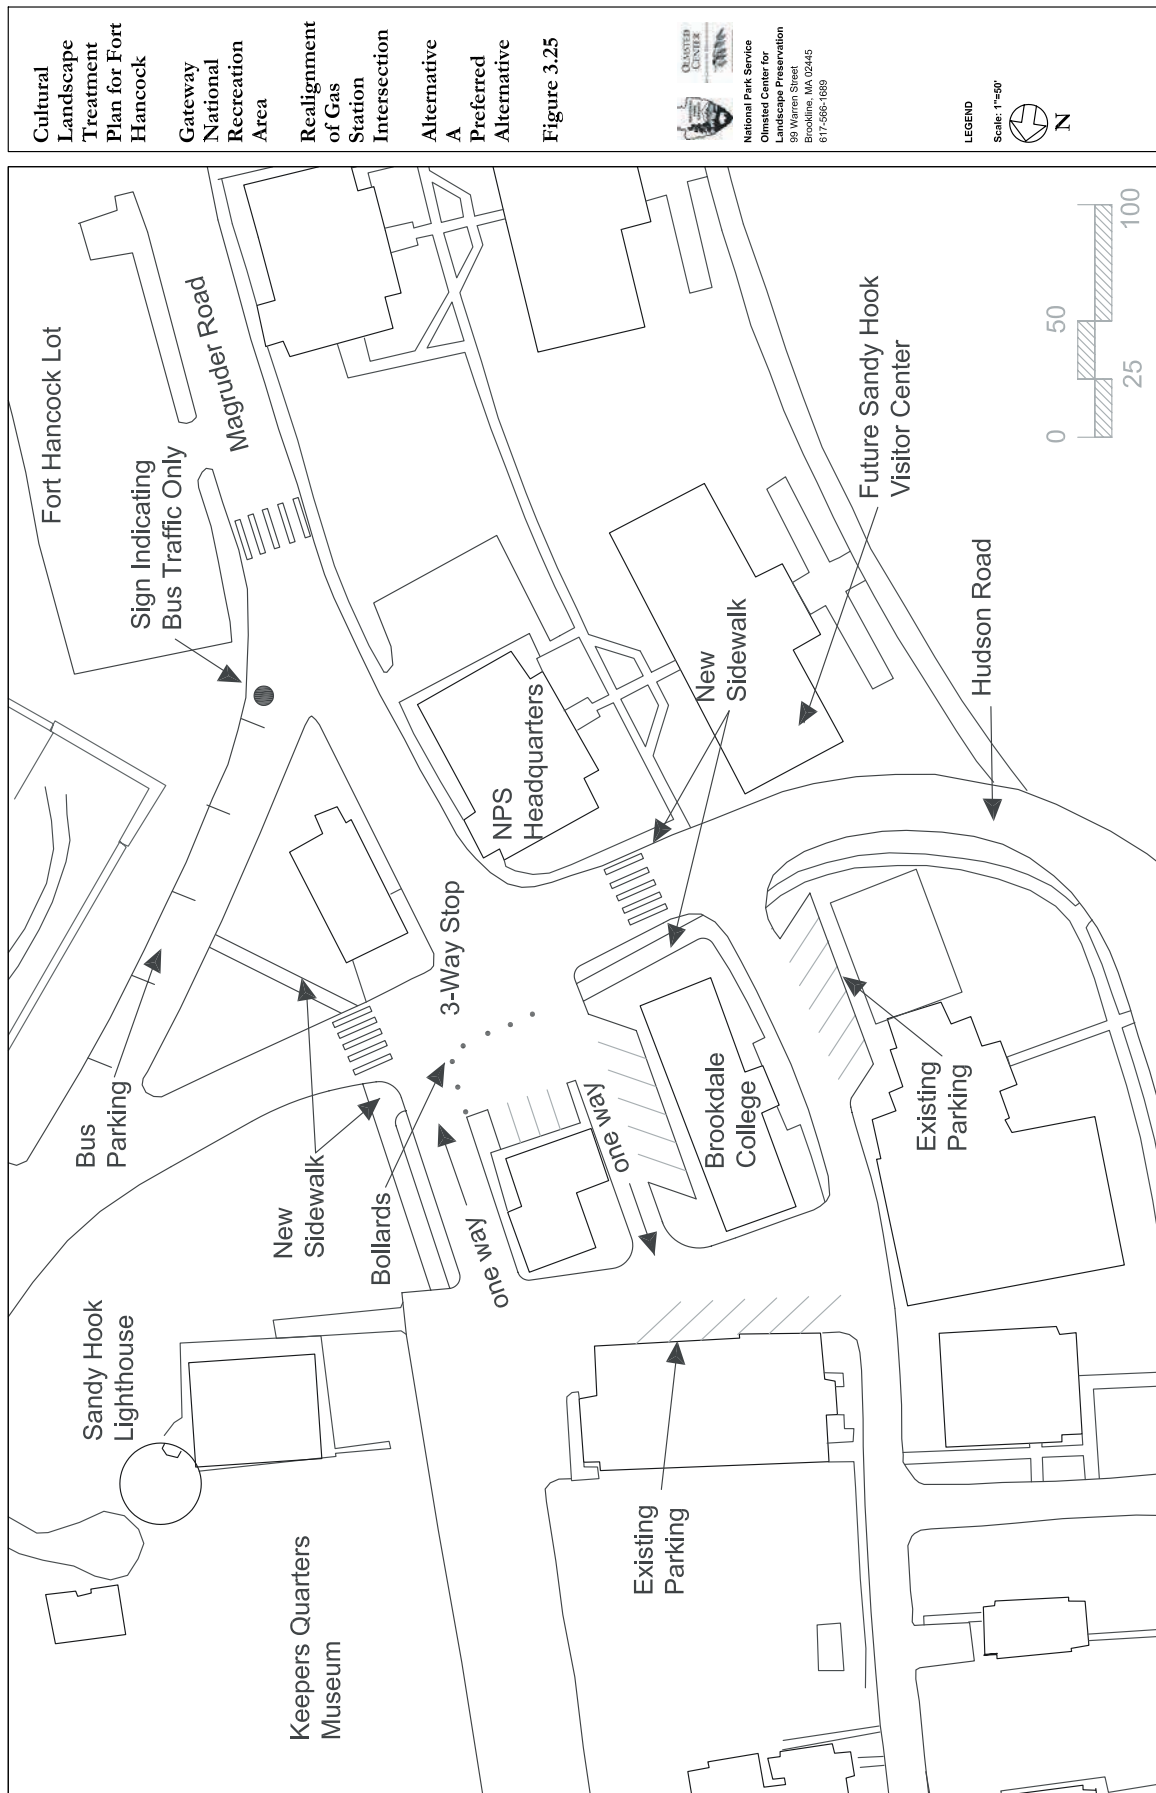 Cultural
Landscape
Treatment
Plan for Fort
Hancock
Gateway
National
Recreation
Area
Realignment
of Gas
Station
Intersection
Alternative
A
Preferred
Alternative
Figure 3.25
OLMSTED
CENTER
National Park Service
Olmsted Center for
Landscape Preservation
99 Warren Street
Brookline, MA 02445
617-566-1689
LEGEND
Scale: 1"=50'
N
Fort Hancock Lot
Sign Indicating
Bus Traffic Only
Magruder Road
Bus
Parking
New
Sidewalk
Bollards
3-Way Stop
NPS
Headquarters
New
Sidewalk
Future Sandy Hook
Visitor Center
Hudson Road
Sandy Hook
Lighthouse
one way
one way
Brookdale
College
Existing
Parking
Keepers Quarters
Museum
Existing
Parking
0
25
50
100